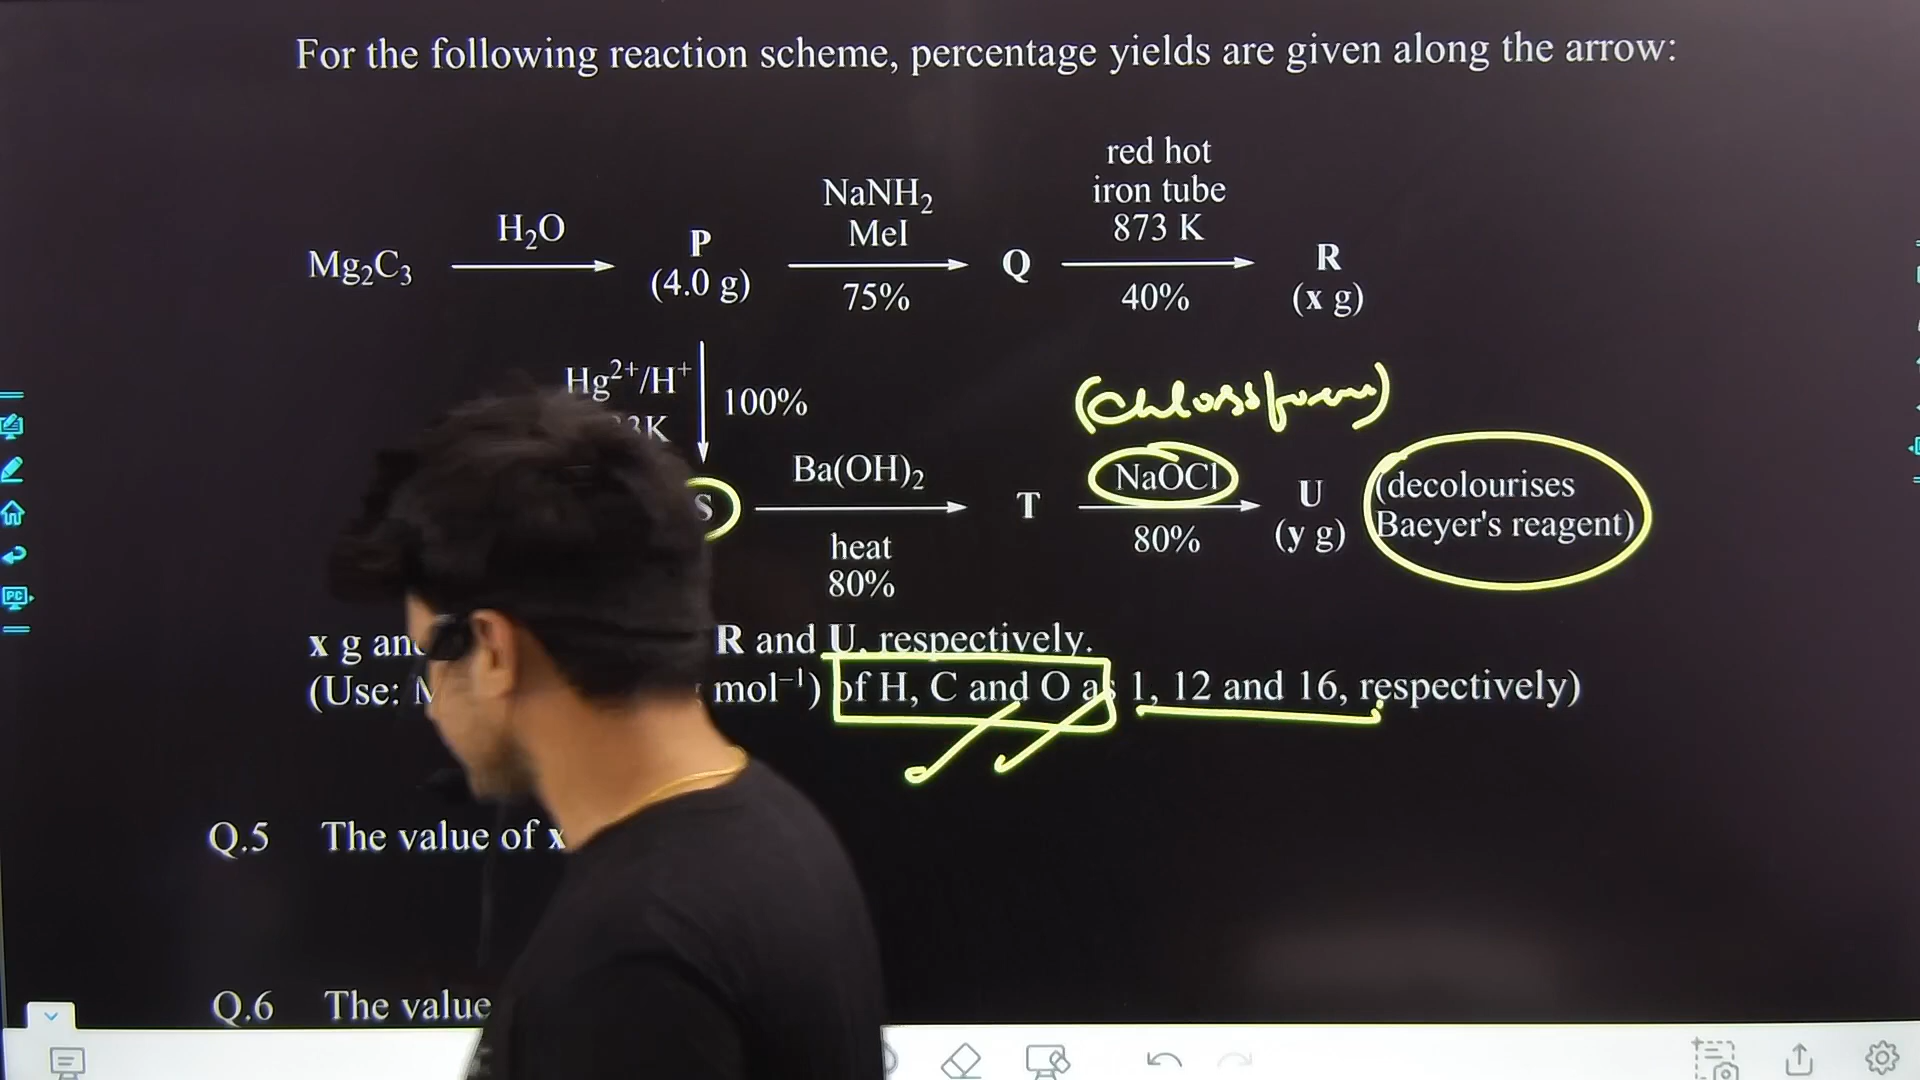 For the following reaction scheme, percentage yields are given along the arrow:
red hot
iron tube
873 K
NaNH₂
MeI
H₂O
Mg₂C₃
P
(4.0 g)
75%
Q
40%
R
(x g)
Hg²⁺/H⁺
3K
100%
(chloroform)
S
Ba(OH)₂
heat
80%
T
NaOCl
80%
U
(y g)
(decolourises
Baeyer's reagent)
x g and R and U, respectively.
(Use: mol⁻¹) of H, C and O as 1, 12 and 16, respectively)
Q.5 The value of x
Q.6 The value
PC